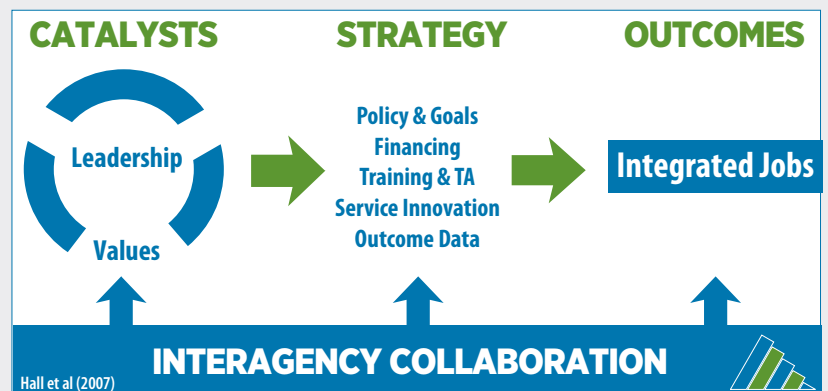 CATALYSTS
STRATEGY
OUTCOMES
Leadership
Values
Policy & Goals
Financing
Training & TA
Service Innovation
Outcome Data
Integrated Jobs
INTERAGENCY COLLABORATION
Hall et al (2007)